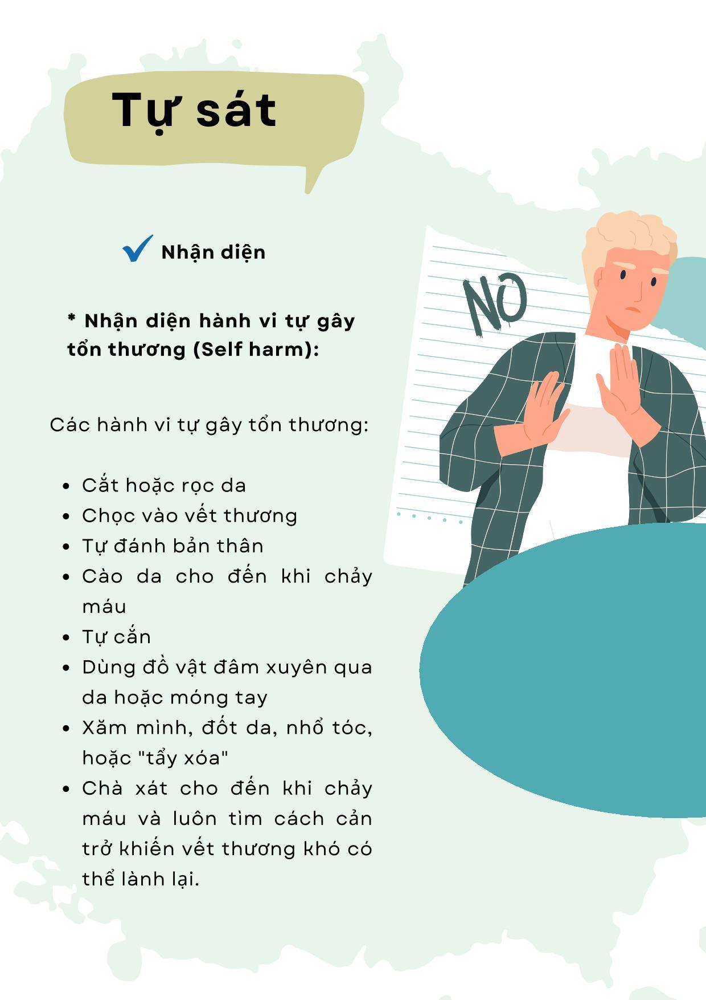 Tự sát
Nhận diện
* Nhận diện hành vi tự gây
tổn thương (Self harm):
NO
Các hành vi tự gây tổn thương:
• Cắt hoặc rọc da
• Chọc vào vết thương
• Tự đánh bản thân
• Cào da cho đến khi chảy
máu
• Tự cắn
• Dùng đồ vật đâm xuyên qua
da hoặc móng tay
• Xăm mình, đốt da, nhổ tóc,
hoặc "tẩy xóa"
• Chà xát cho đến khi chảy
máu và luôn tìm cách cản
trở khiến vết thương khó có
thể lành lại.